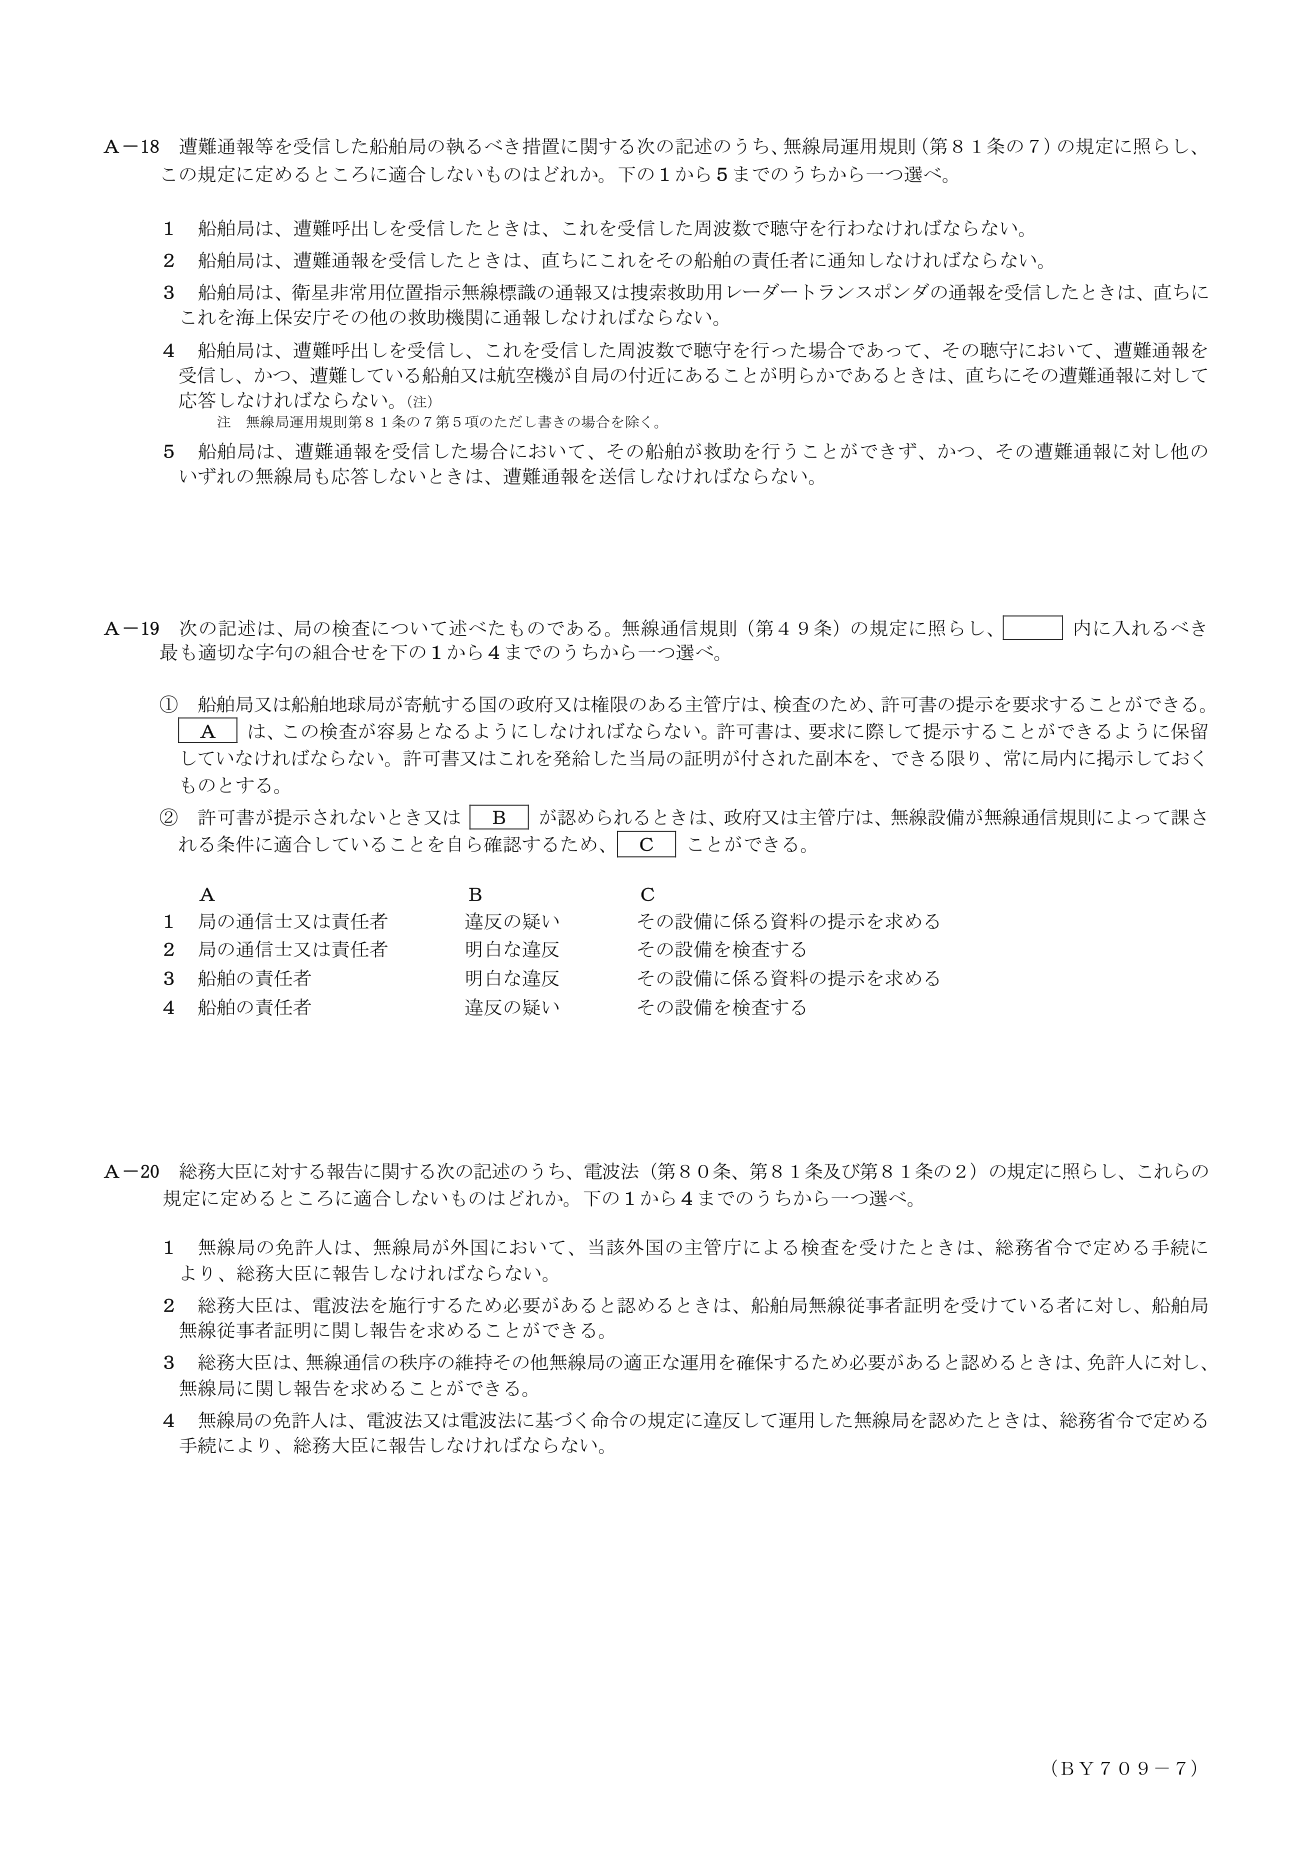 A－18　遭難通報等を受信した船舶局の執るべき措置に関する次の記述のうち、無線局運用規則（第８１条の７）の規定に照らし、
この規定に定めるところに適合しないものはどれか。下の１から５までのうちから一つ選べ。
１　船舶局は、遭難呼出しを受信したときは、これを受信した周波数で聴守を行わなければならない。
２　船舶局は、遭難通報を受信したときは、直ちにこれをその船舶の責任者に通知しなければならない。
３　船舶局は、衛星非常用位置指示無線標識の通報又は捜索救助用レーダートランスポンダの通報を受信したときは、直ちに
これを海上保安庁その他の救助機関に通報しなければならない。
４　船舶局は、遭難呼出しを受信し、これを受信した周波数で聴守を行った場合であって、その聴守において、遭難通報を
受信し、かつ、遭難している船舶又は航空機が自局の付近にあることが明らかであるときは、直ちにその遭難通報に対して
応答しなければならない。（注）
注　無線局運用規則第８１条の７第５項のただし書きの場合を除く。
５　船舶局は、遭難通報を受信した場合において、その船舶が救助を行うことができず、かつ、その遭難通報に対し他の
いずれの無線局も応答しないときは、遭難通報を送信しなければならない。
A－19　次の記述は、局の検査について述べたものである。無線通信規則（第４９条）の規定に照らし、　　　内に入れるべき
最も適切な字句の組合せを下の１から４までのうちから一つ選べ。
①　船舶局又は船舶地球局が寄航する国の政府又は権限のある主管庁は、検査のため、許可書の提示を要求することができる。
A は、この検査が容易となるようにしなければならない。許可書は、要求に際して提示することができるように保留
していなければならない。許可書又はこれを発給した当局の証明が付された副本を、できる限り、常に局内に掲示しておく
ものとする。
②　許可書が提示されないとき又は B が認められるときは、政府又は主管庁は、無線設備が無線通信規則によって課さ
れる条件に適合していることを自ら確認するため、 C ことができる。
A　B　C
１　局の通信士又は責任者　違反の疑い　その設備に係る資料の提示を求める
２　局の通信士又は責任者　明白な違反　その設備を検査する
３　船舶の責任者　明白な違反　その設備に係る資料の提示を求める
４　船舶の責任者　違反の疑い　その設備を検査する
A－20　総務大臣に対する報告に関する次の記述のうち、電波法（第８０条、第８１条及び第８１条の２）の規定に照らし、これらの
規定に定めるところに適合しないものはどれか。下の１から４までのうちから一つ選べ。
１　無線局の免許人は、無線局が外国において、当該外国の主管庁による検査を受けたときは、総務省令で定める手続に
より、総務大臣に報告しなければならない。
２　総務大臣は、電波法を施行するため必要があると認めるときは、船舶局無線従事者証明を受けている者に対し、船舶局
無線従事者証明に関し報告を求めることができる。
３　総務大臣は、無線通信の秩序の維持その他無線局の適正な運用を確保するため必要があると認めるときは、免許人に対し、
無線局に関し報告を求めることができる。
４　無線局の免許人は、電波法又は電波法に基づく命令の規定に違反して運用した無線局を認めたときは、総務省令で定める
手続により、総務大臣に報告しなければならない。
（ＢＹ７０９－７）